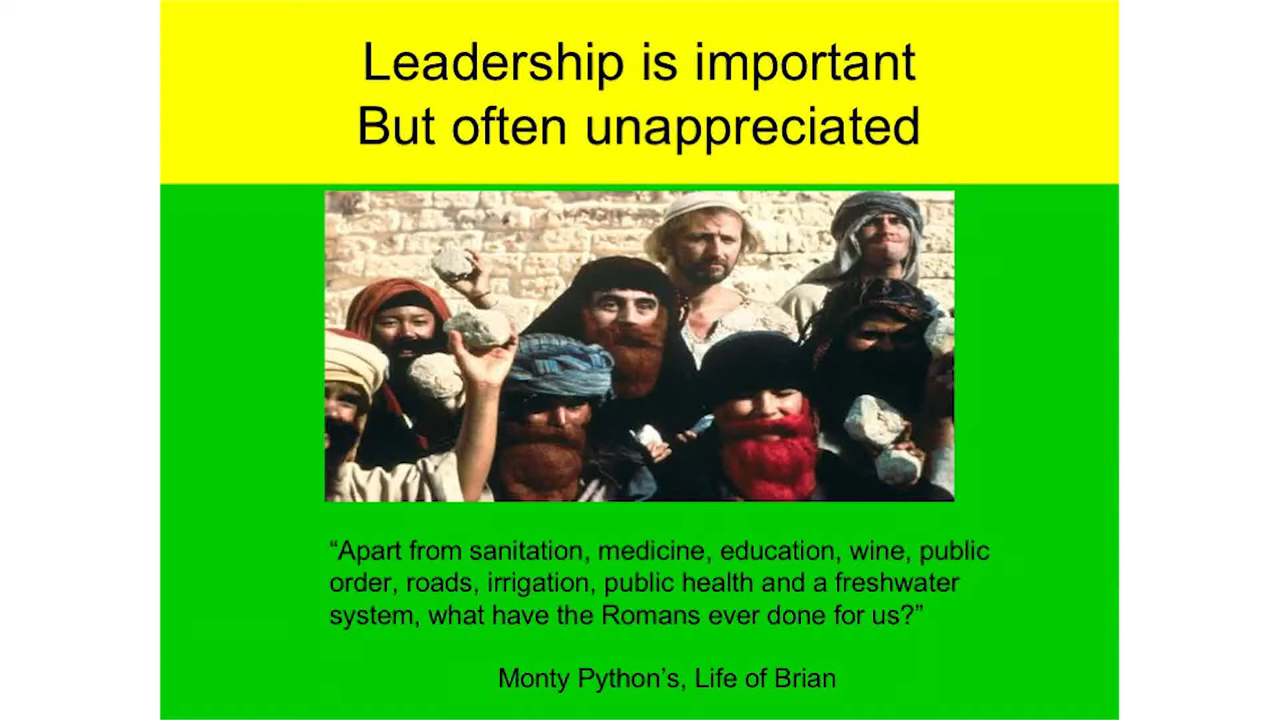 Leadership is important
But often unappreciated
“Apart from sanitation, medicine, education, wine, public
order, roads, irrigation, public health and a freshwater
system, what have the Romans ever done for us?”
Monty Python’s, Life of Brian